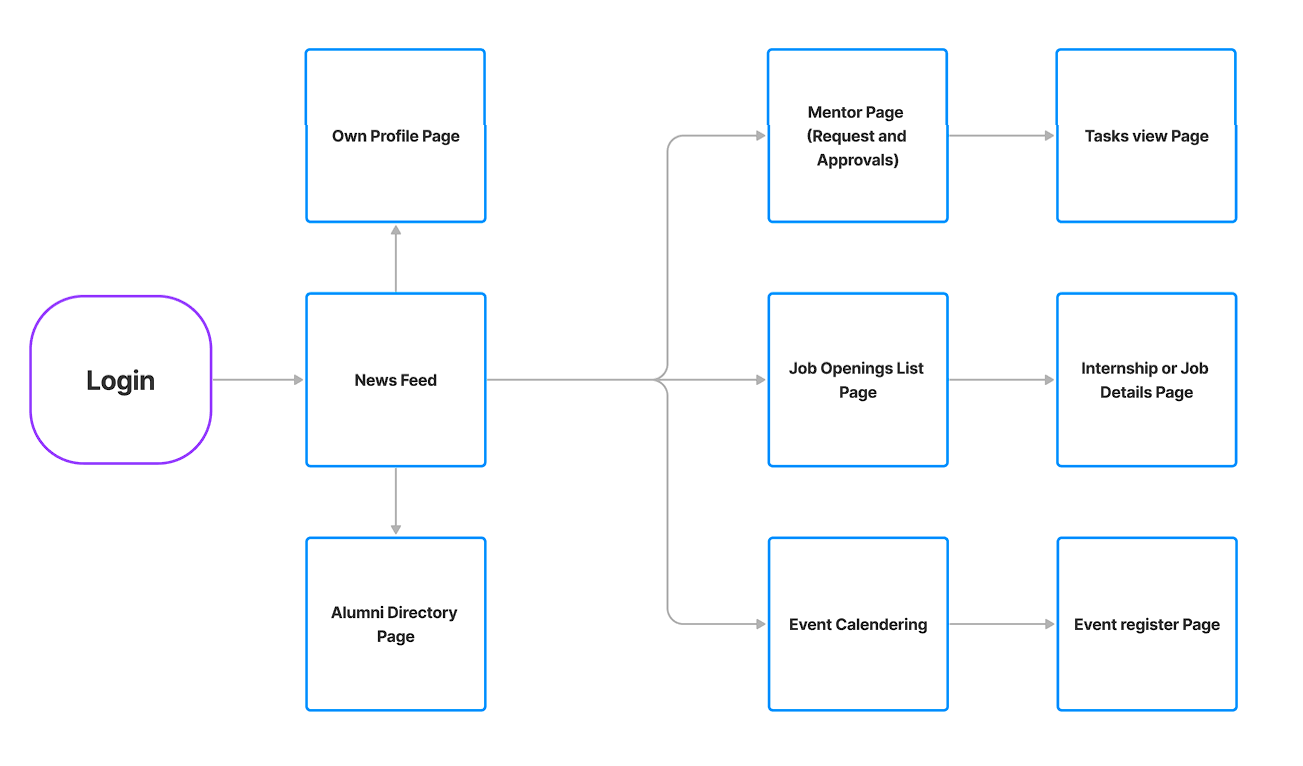 Own Profile Page
Mentor Page
(Request and
Approvals)
Tasks view Page
Login
News Feed
Job Openings List
Page
Internship or Job
Details Page
Alumni Directory
Page
Event Calendering
Event register Page